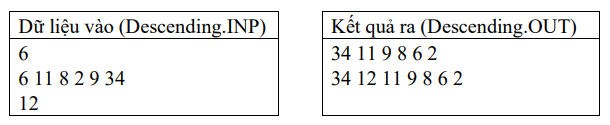 Dữ liệu vào (Descending.INP)
6
6 11 8 2 9 34
12
Kết quả ra (Descending.OUT)
34 11 9 8 6 2
34 12 11 9 8 6 2